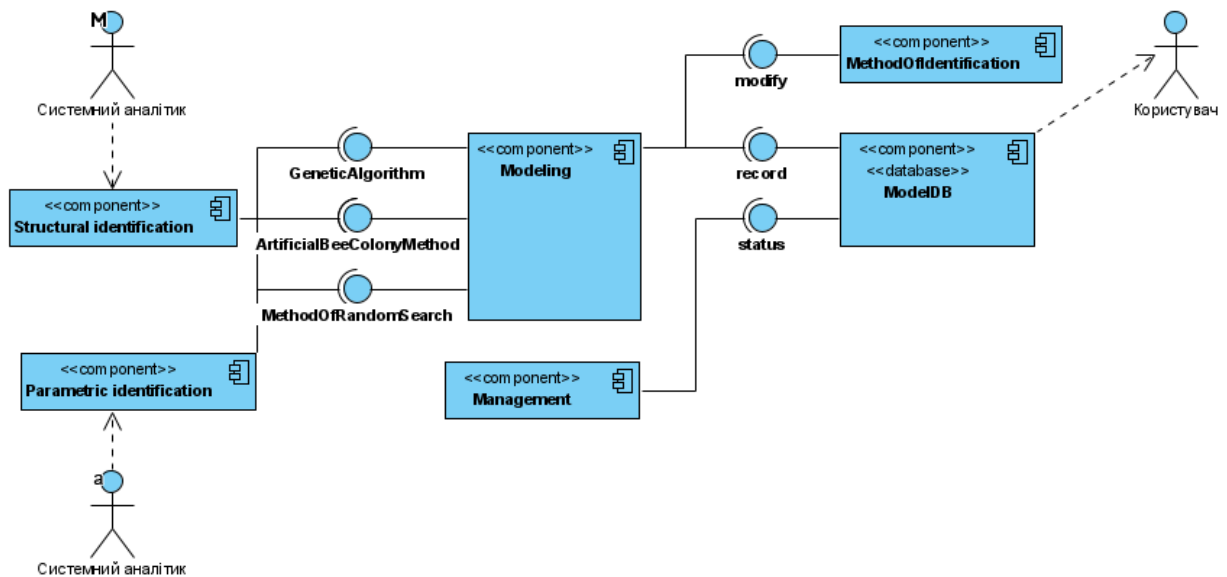 M
Системний аналітик
<<component>>
Structural identification
GeneticAlgorithm
ArtificialBeeColonyMethod
MethodOfRandomSearch
<<component>>
Parametric identification
a
Системний аналітик
<<component>>
Modeling
<<component>>
Management
modify
record
status
<<component>>
MethodOfIdentification
<<component>>
<<database>>
ModelDB
Користувач